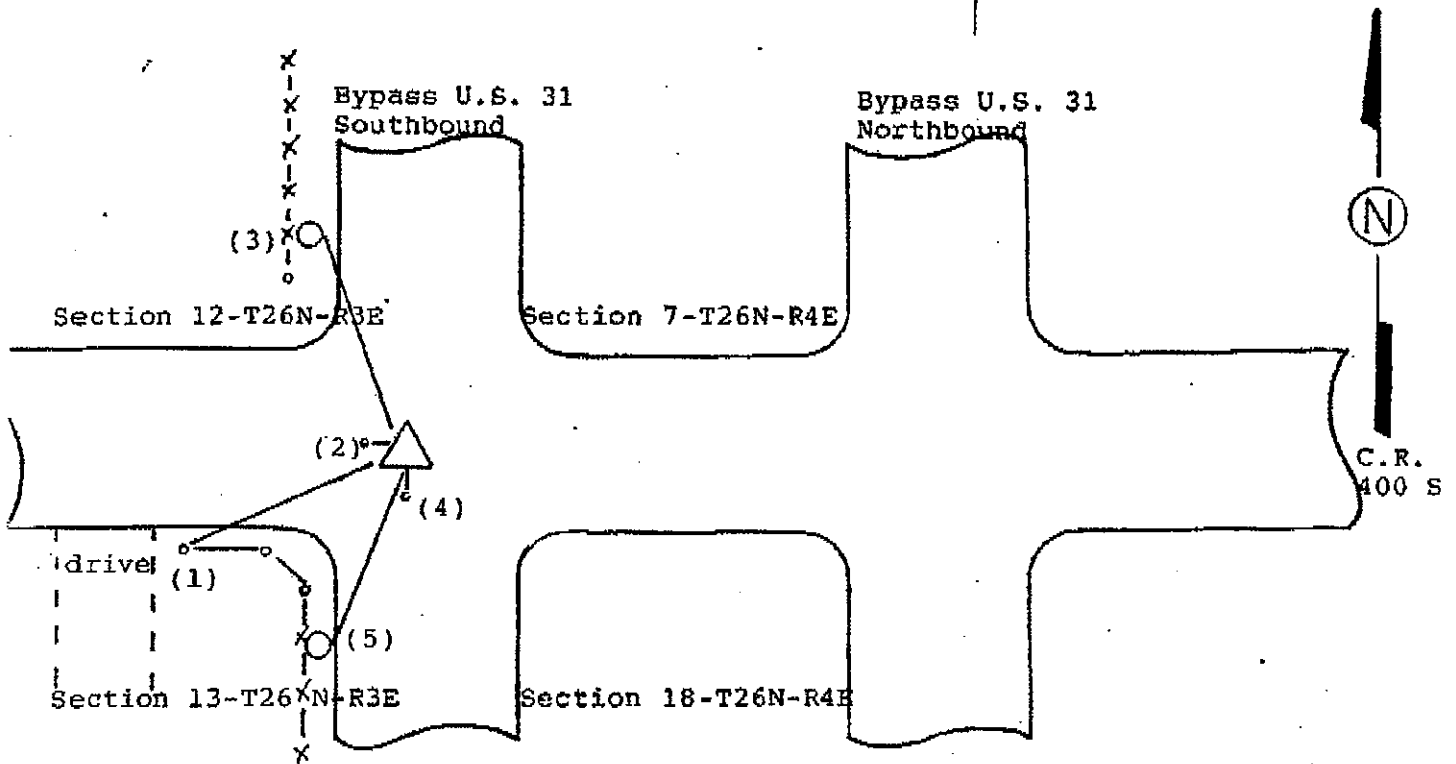 Bypass U.S. 31
Southbound
Bypass U.S. 31
Northbound
N
(3)
Section 12-T26N-R3E
Section 7-T26N-R4E
(2)
(4)
C.R.
400 S
drive
(1)
(5)
Section 13-T26N-R3E
Section 18-T26N-R4E